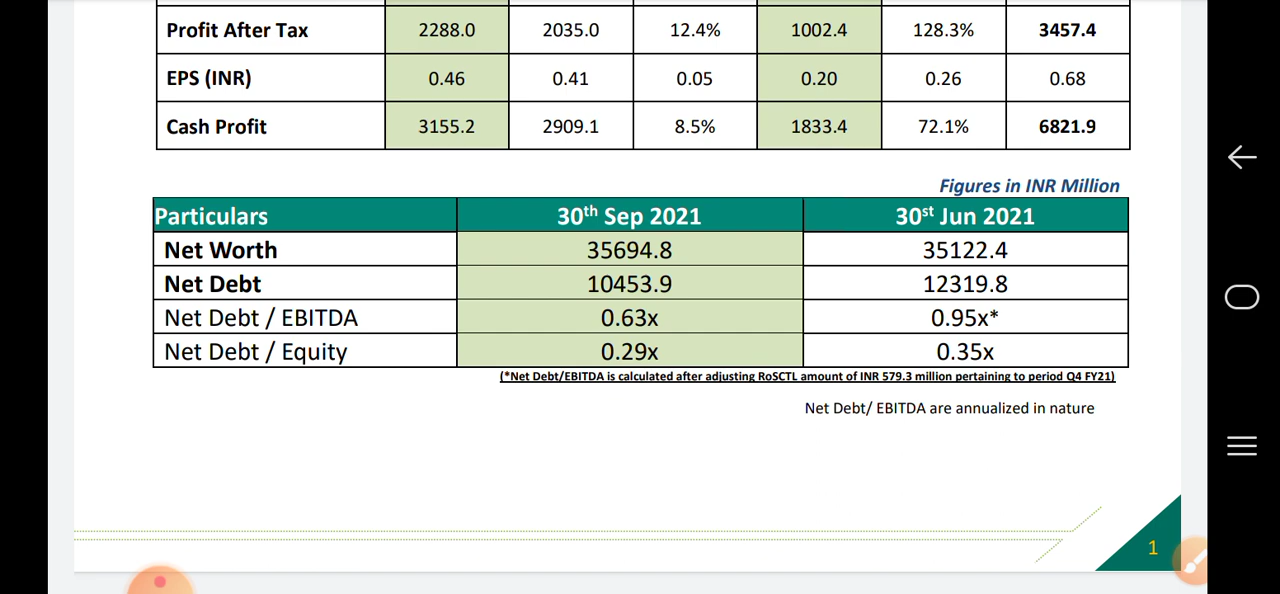 Profit After Tax 2288.0 2035.0 12.4% 1002.4 128.3% 3457.4
EPS (INR) 0.46 0.41 0.05 0.20 0.26 0.68
Cash Profit 3155.2 2909.1 8.5% 1833.4 72.1% 6821.9
Figures in INR Million
Particulars 30th Sep 2021 30st Jun 2021
Net Worth 35694.8 35122.4
Net Debt 10453.9 12319.8
Net Debt / EBITDA 0.63x 0.95x*
Net Debt / Equity 0.29x 0.35x
(*Net Debt/EBITDA is calculated after adjusting RoSCTL amount of INR 579.3 million pertaining to period Q4 FY21)
Net Debt/ EBITDA are annualized in nature
1